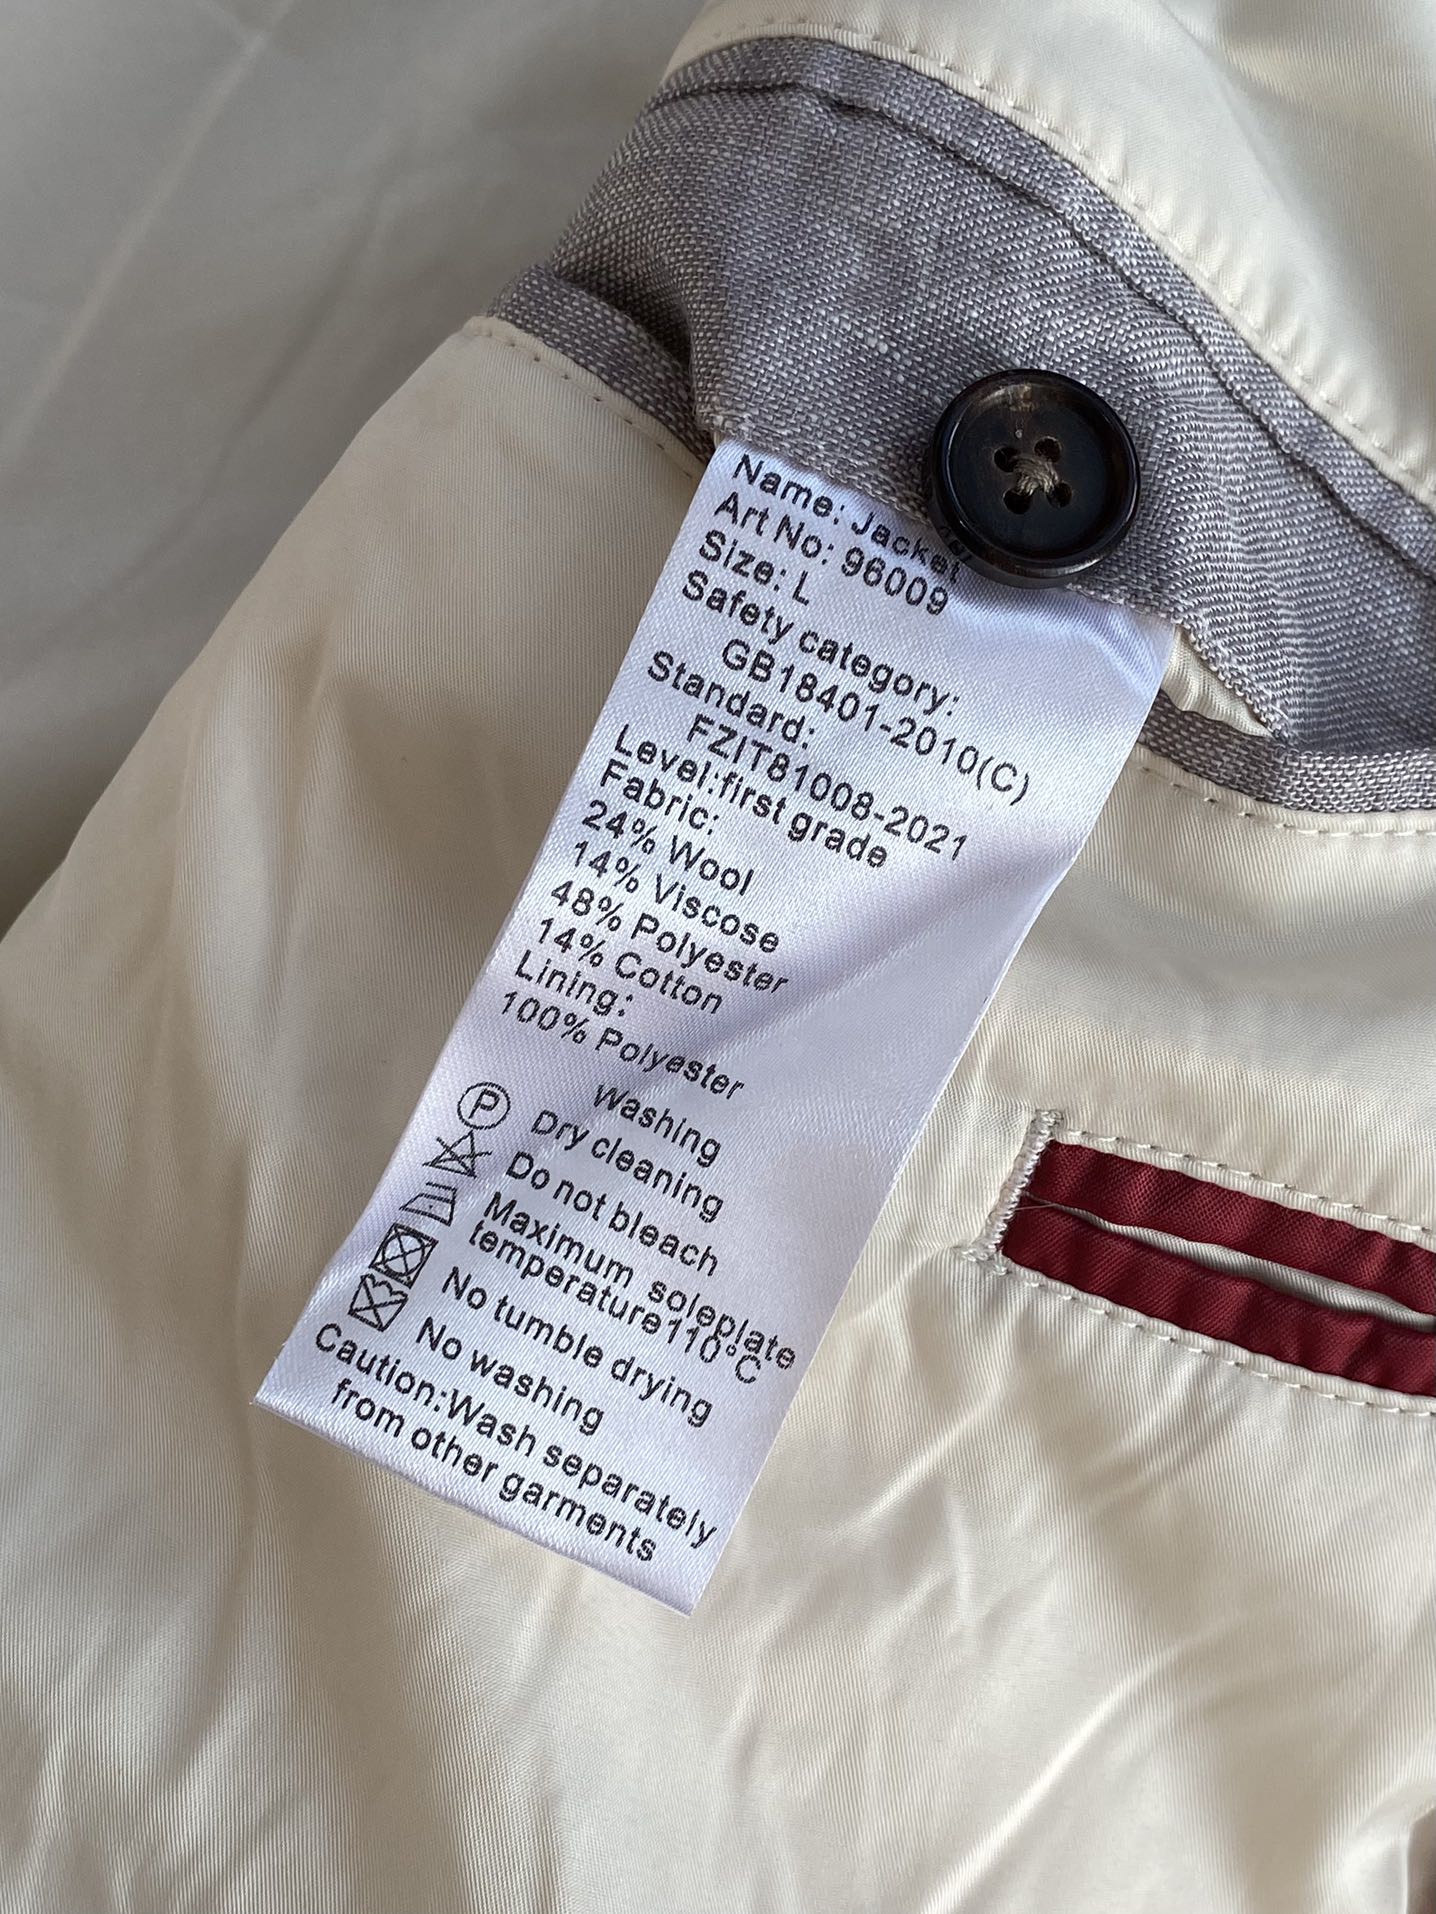 Name: Jacket
Art No: 96009
Size: L
Safety category:
GB18401-2010(C)
Standard:
FZIT81008-2021
Level:first grade
Fabric:
24% Wool
14% Viscose
48% Polyester
14% Cotton
Lining:
100% Polyester
Washing
P Dry cleaning
Do not bleach
Maximum soleplate
temperature110°C
No tumble drying
No washing
Caution:Wash separately
from other garments